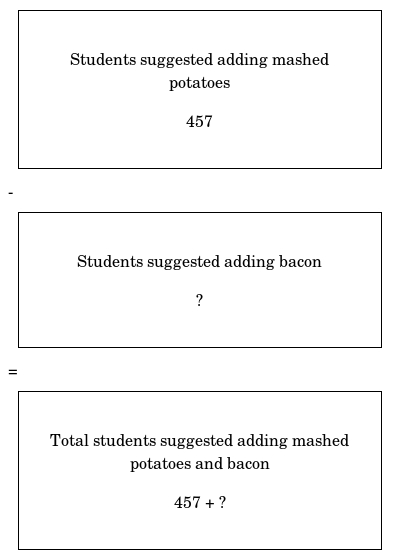 Students suggested adding mashed
potatoes
457
-
Students suggested adding bacon
?
=
Total students suggested adding mashed
potatoes and bacon
457 + ?